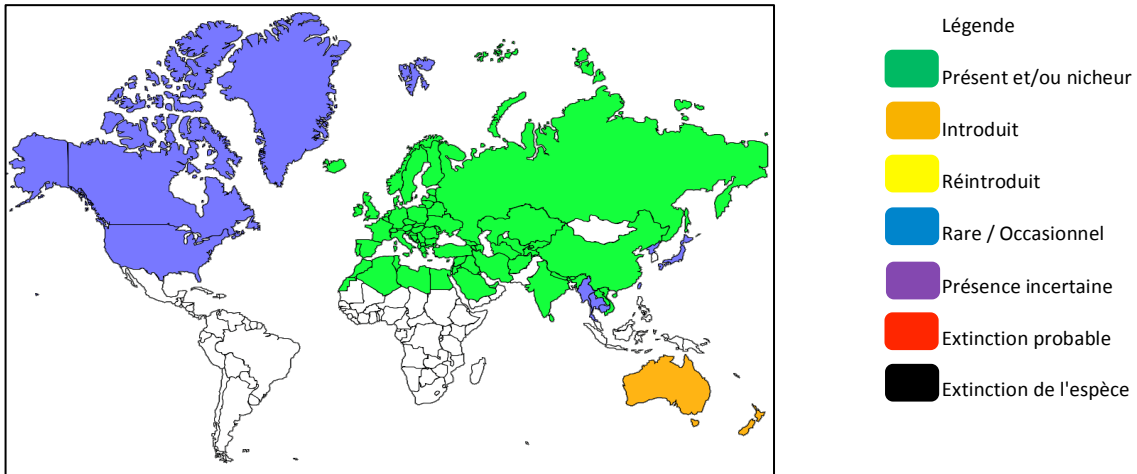 Légende
Présent et/ou nicheur
Introduit
Réintroduit
Rare / Occasionnel
Présence incertaine
Extinction probable
Extinction de l'espèce